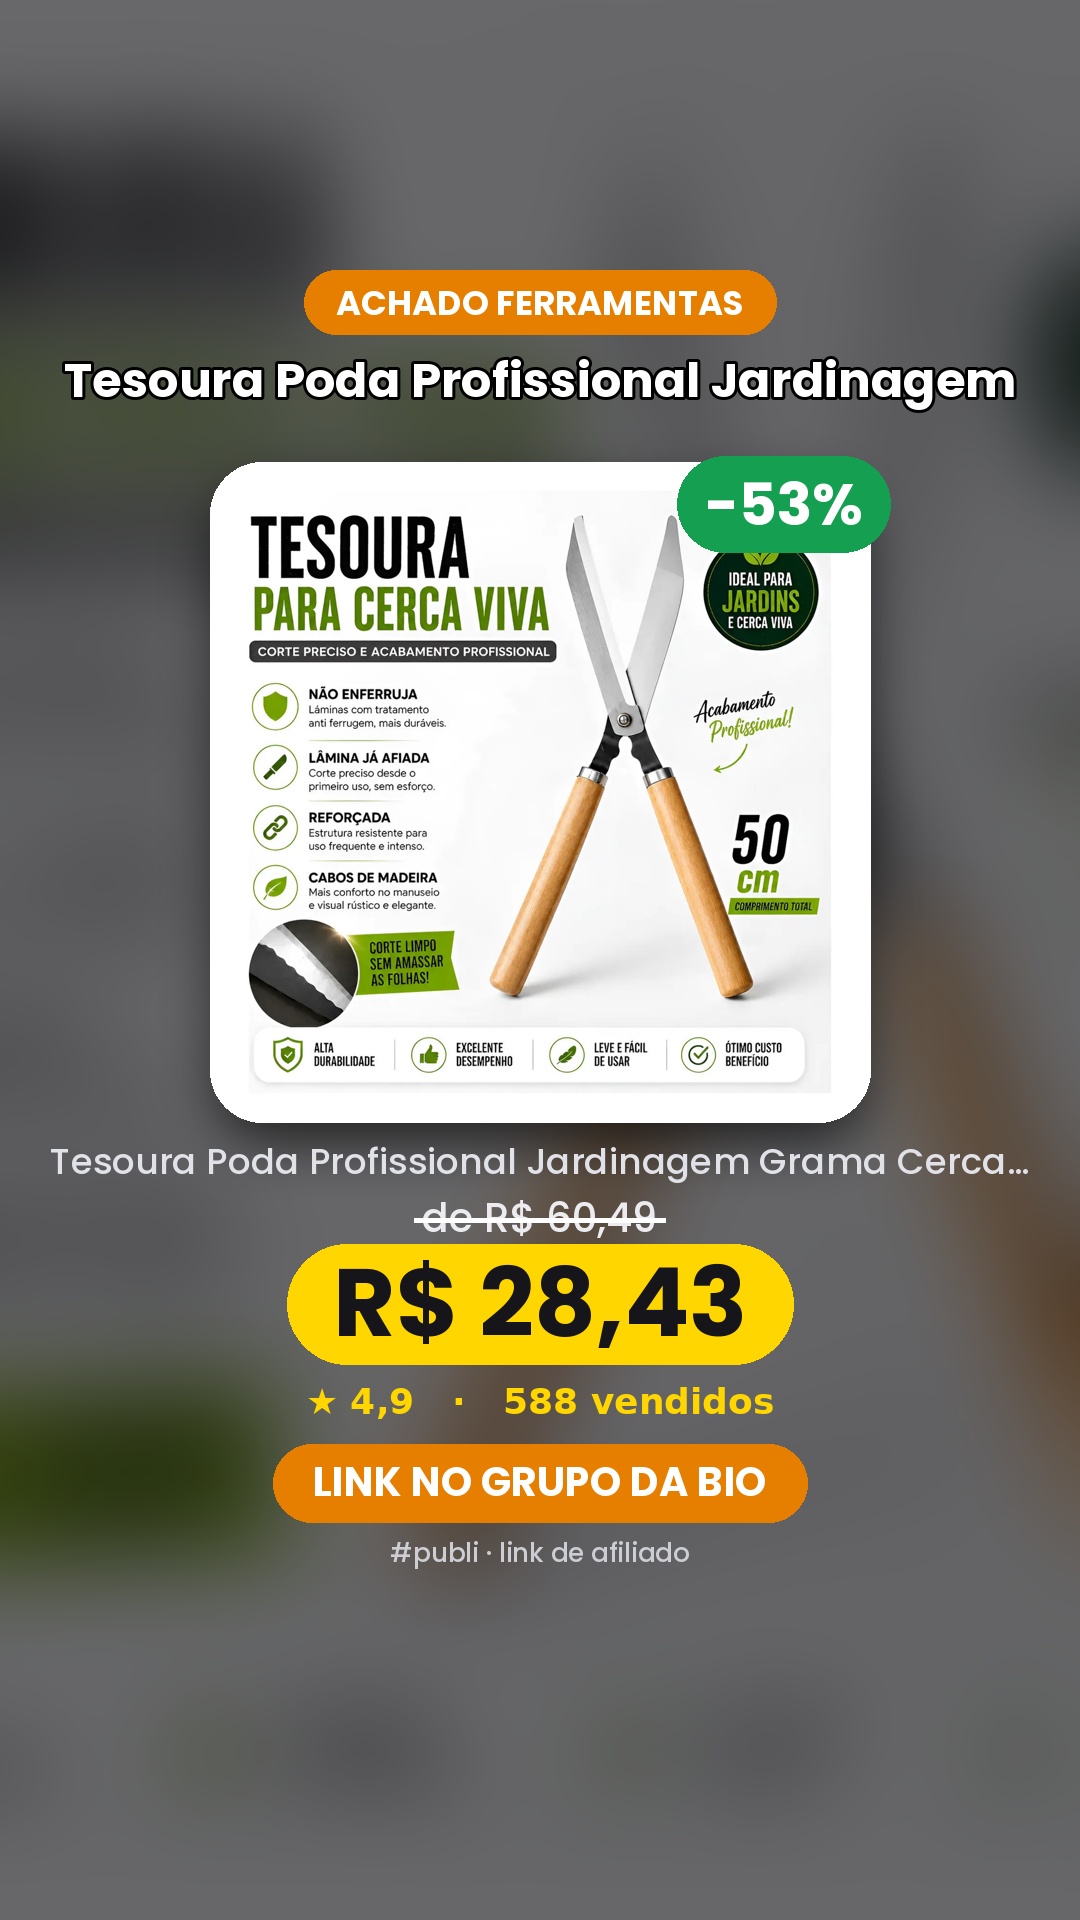 ACHADO FERRAMENTAS
Tesoura Poda Profissional Jardinagem
-53%
TESOURA
PARA CERCA VIVA
CORTE PRECISO E ACABAMENTO PROFISSIONAL
IDEAL PARA
JARDINS
E CERCA VIVA
NÃO ENFERRUJA
Lâminas com tratamento
anti ferrugem, mais duráveis.
LÂMINA JÁ AFIADA
Corte preciso desde o
primeiro uso, sem esforço.
REFORÇADA
Estrutura resistente para
uso frequente e intenso.
CABOS DE MADEIRA
Mais conforto no manuseio
e visual rústico e elegante.
Acabamento
Profissional!
50
cm
COMPRIMENTO TOTAL
CORTE LIMPO
SEM AMASSAR
AS FOLHAS!
ALTA
DURABILIDADE
EXCELENTE
DESEMPENHO
LEVE E FÁCIL
DE USAR
ÓTIMO CUSTO
BENEFÍCIO
Tesoura Poda Profissional Jardinagem Grama Cerca...
de R$ 60,49
R$ 28,43
★ 4,9 · 588 vendidos
LINK NO GRUPO DA BIO
#publi · link de afiliado